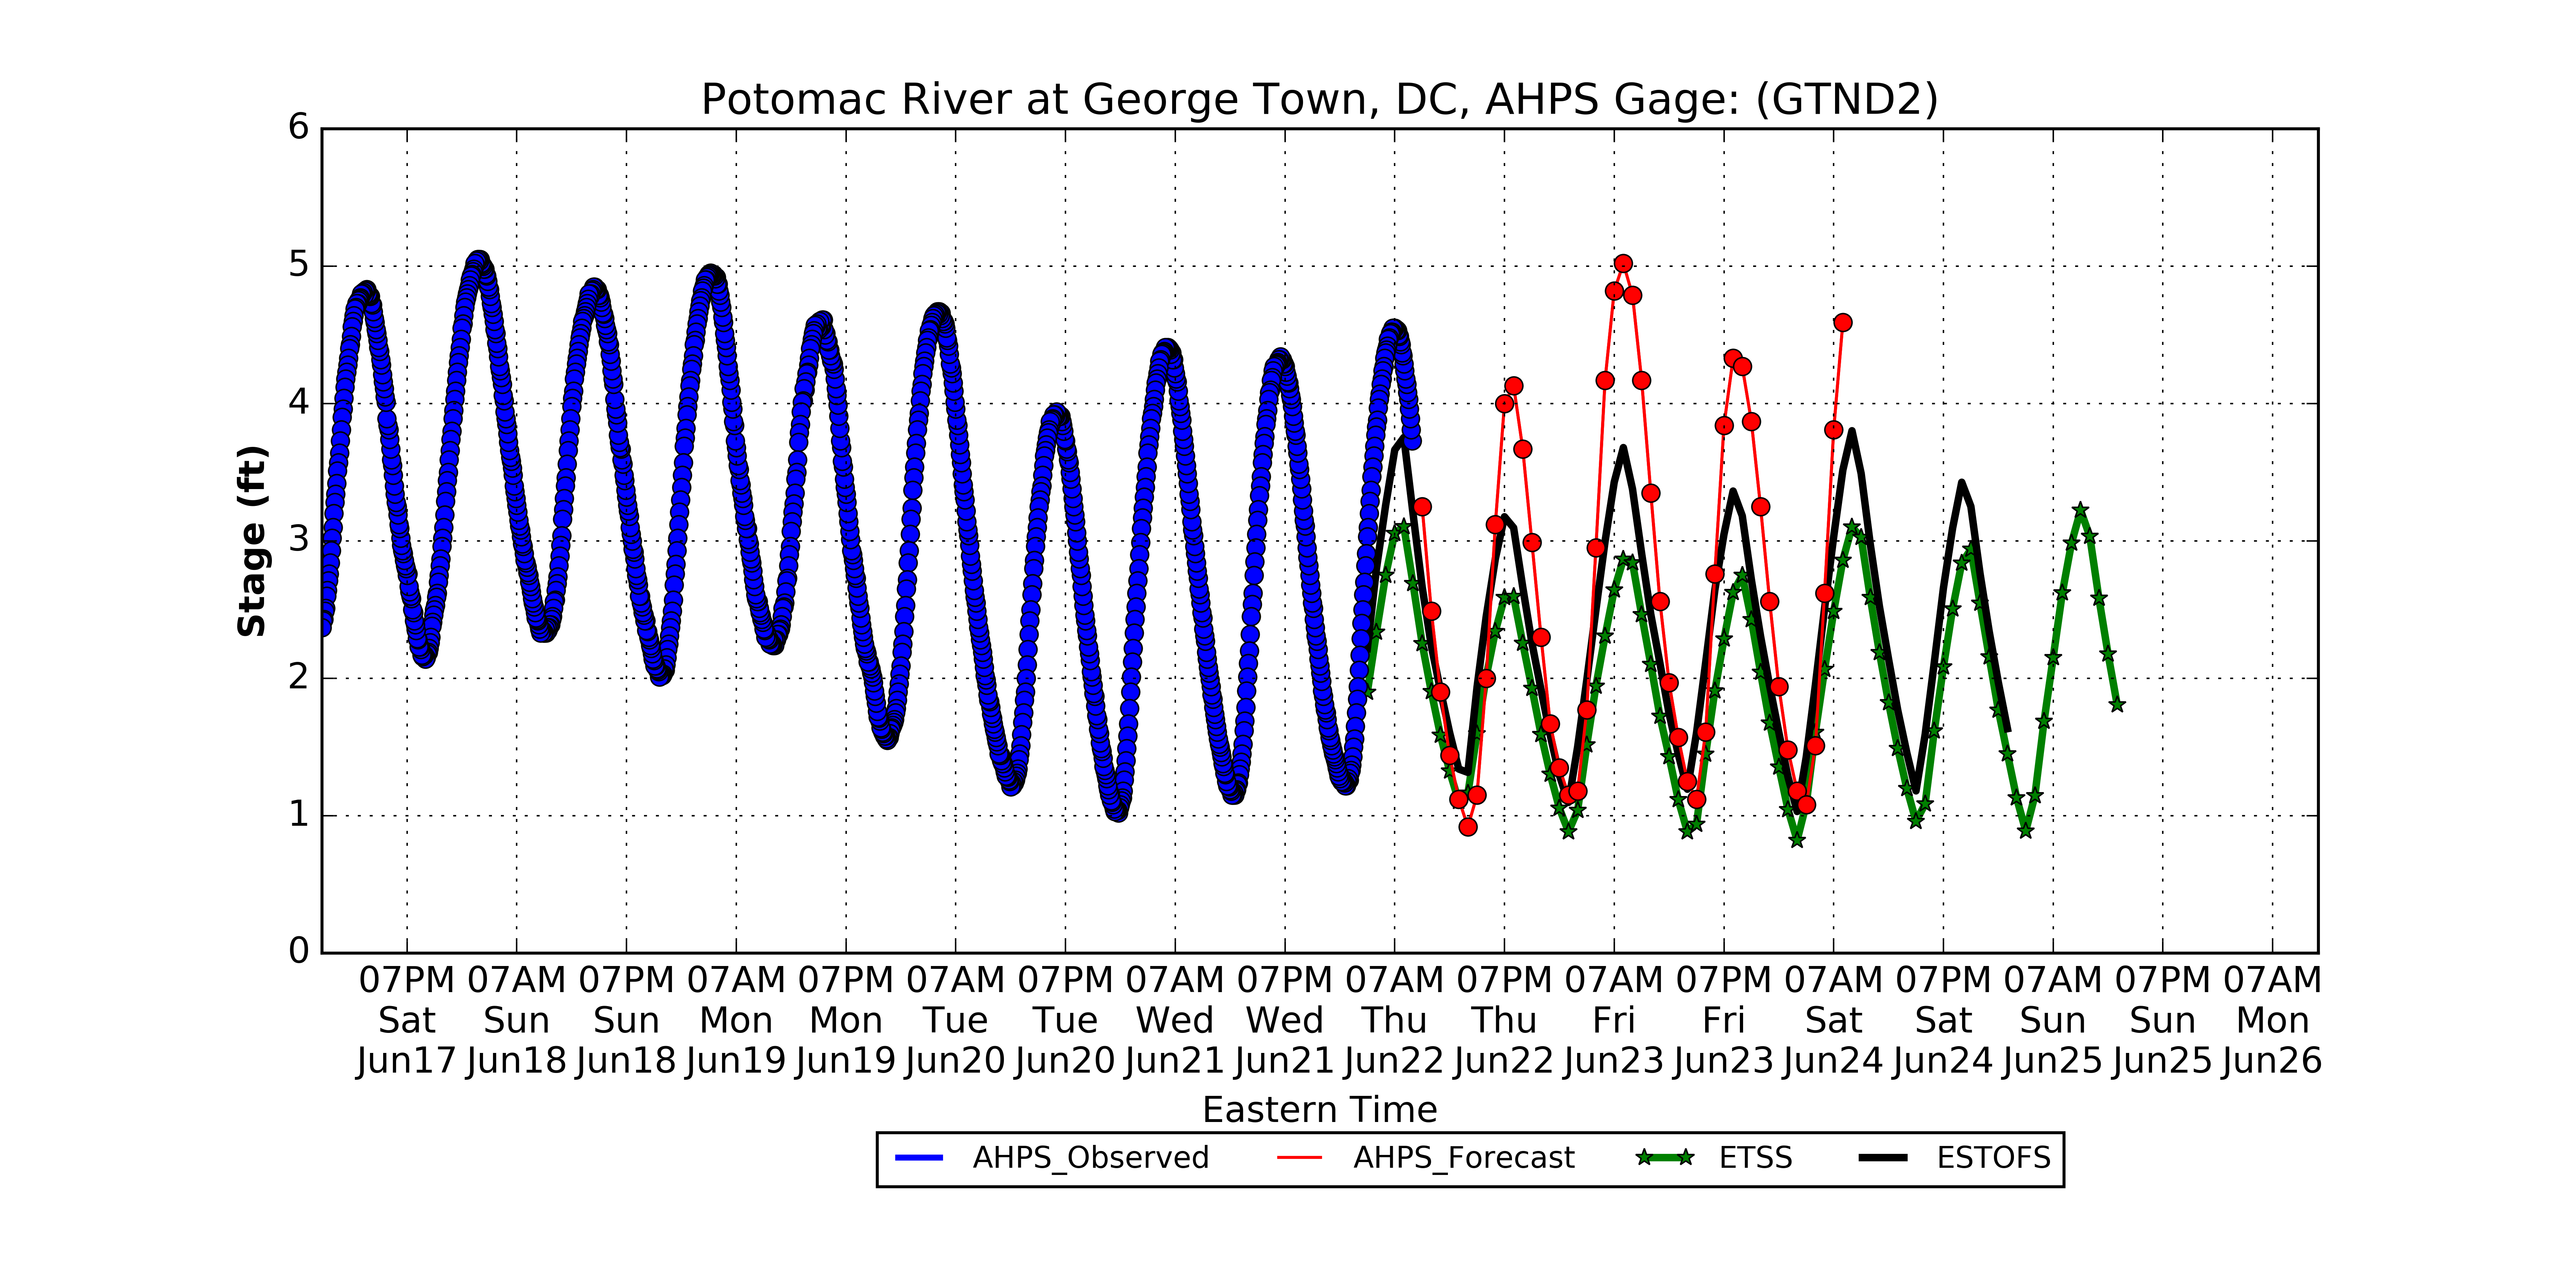 Potomac River at George Town, DC, AHPS Gage: (GTND2)
6
5
4
3
2
1
0
Stage (ft)
07PM 07AM 07PM 07AM 07PM 07AM 07PM 07AM 07PM 07AM 07PM 07AM 07PM 07AM 07PM 07AM 07PM 07AM
Sat Sun Sun Mon Mon Tue Tue Wed Wed Thu Thu Fri Fri Sat Sat Sun Sun Mon
Jun17 Jun18 Jun18 Jun19 Jun19 Jun20 Jun20 Jun21 Jun21 Jun22 Jun22 Jun23 Jun23 Jun24 Jun24 Jun25 Jun25 Jun26
Eastern Time
AHPS_Observed AHPS_Forecast ETSS ESTOFS